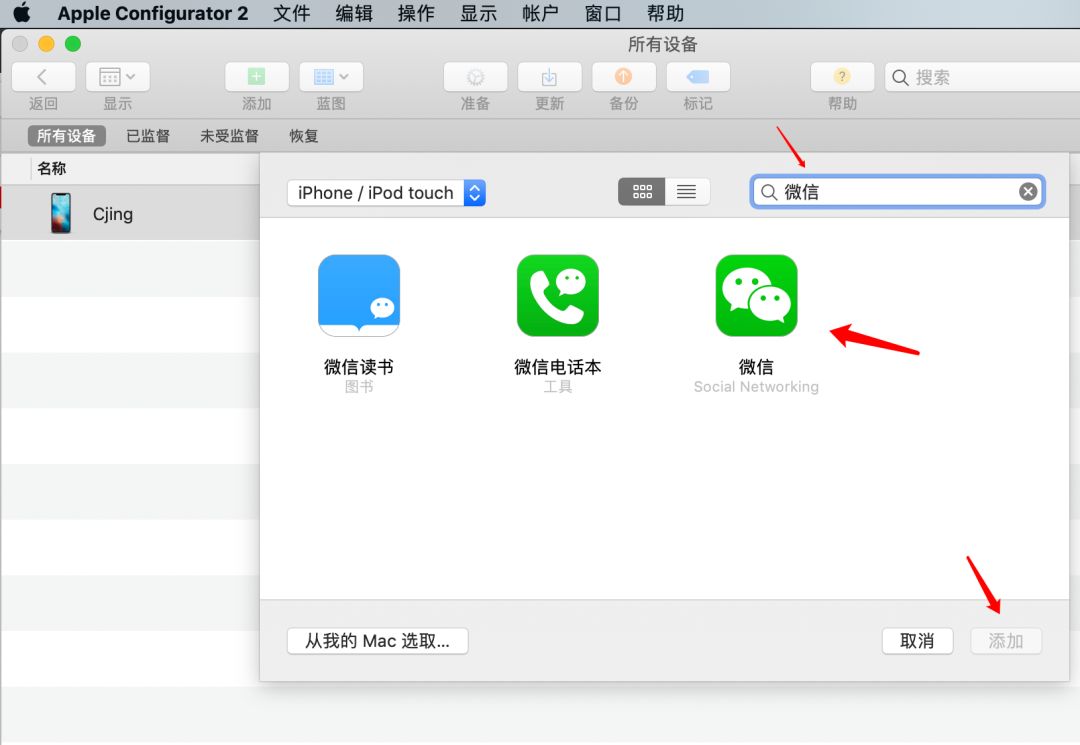 Apple Configurator 2 文件 编辑 操作 显示 帐户 窗口 帮助
所有设备
返回 显示 添加 蓝图 准备 更新 备份 标记 帮助 搜索
所有设备 已监督 未受监督 恢复
名称
Cjing
iPhone / iPod touch
微信
微信读书 微信电话本 微信
图书 工具 Social Networking
从我的 Mac 选取... 取消 添加